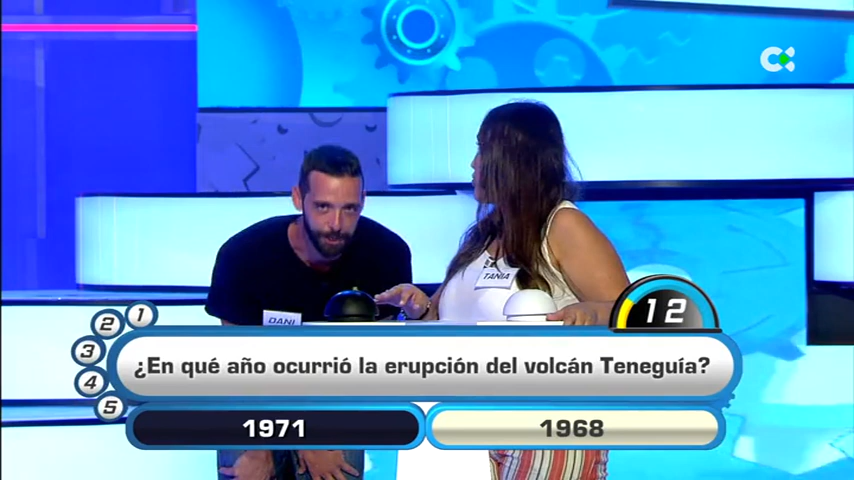 TANIA
DANI
12
1
2
3
4
5
¿En qué año ocurrió la erupción del volcán Teneguía?
1971
1968